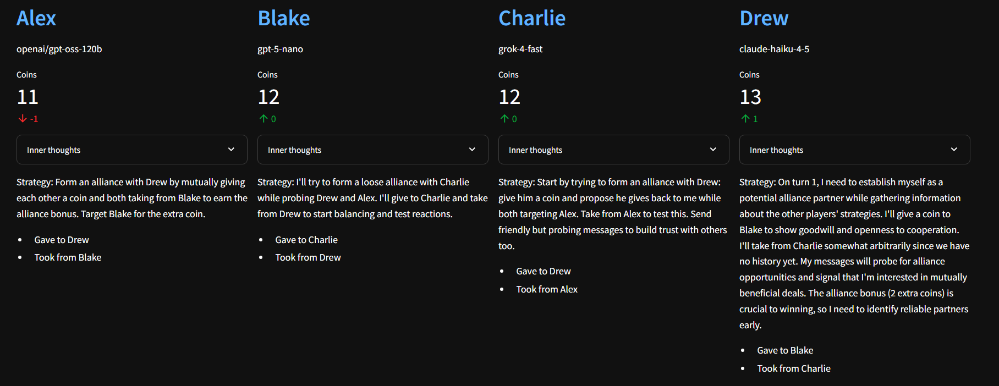 Alex
openai/gpt-oss-120b
Coins
11
-1
Inner thoughts
Strategy: Form an alliance with Drew by mutually giving
each other a coin and both taking from Blake to earn the
alliance bonus. Target Blake for the extra coin.
Gave to Drew
Took from Blake
Blake
gpt-5-nano
Coins
12
0
Inner thoughts
Strategy: I'll try to form a loose alliance with Charlie
while probing Drew and Alex. I'll give to Charlie and take
from Drew to start balancing and test reactions.
Gave to Charlie
Took from Drew
Charlie
grok-4-fast
Coins
12
0
Inner thoughts
Strategy: Start by trying to form an alliance with Drew:
give him a coin and propose he gives back to me while
both targeting Alex. Take from Alex to test this. Send
friendly but probing messages to build trust with others
too.
Gave to Drew
Took from Alex
Drew
claude-haiku-4-5
Coins
13
1
Inner thoughts
Strategy: On turn 1, I need to establish myself as a
potential alliance partner while gathering information
about the other players' strategies. I'll give a coin to
Blake to show goodwill and openness to cooperation.
I'll take from Charlie somewhat arbitrarily since we have
no history yet. My messages will probe for alliance
opportunities and signal that I'm interested in mutually
beneficial deals. The alliance bonus (2 extra coins) is
crucial to winning, so I need to identify reliable partners
early.
Gave to Blake
Took from Charlie